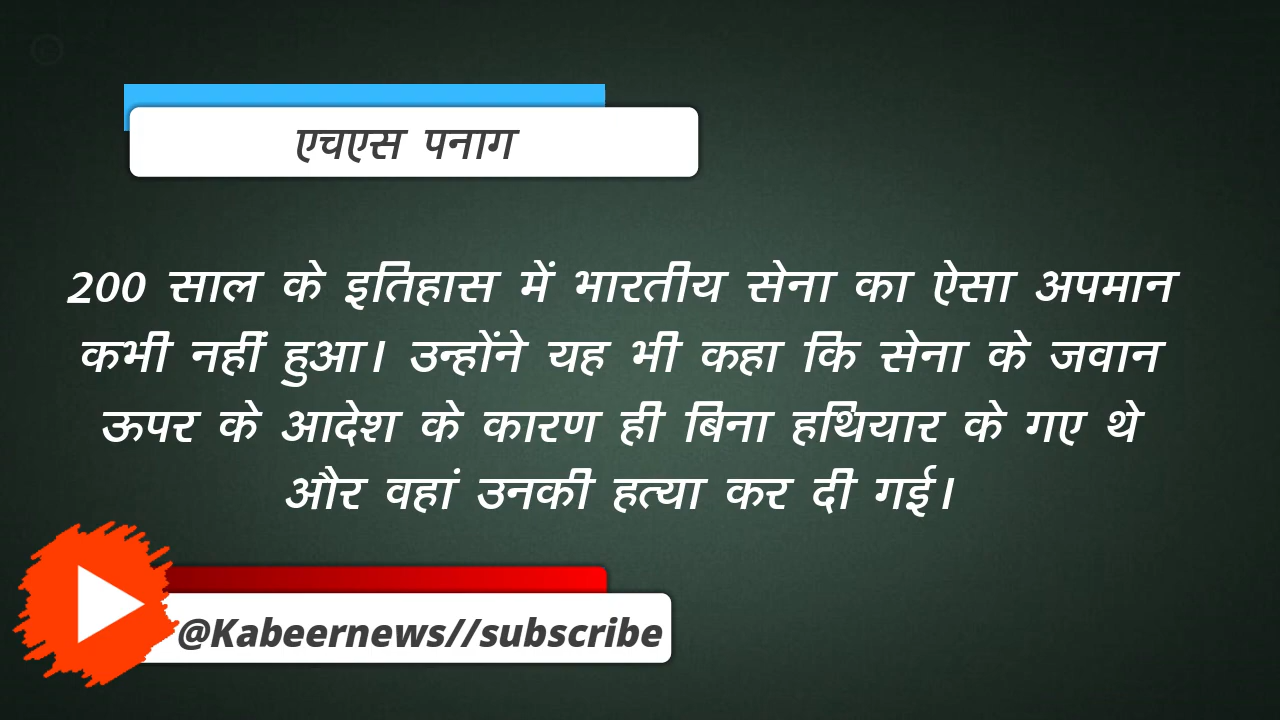 एचएस पनाग
200 साल के इतिहास में भारतीय सेना का ऐसा अपमान
कभी नहीं हुआ। उन्होंने यह भी कहा कि सेना के जवान
ऊपर के आदेश के कारण ही बिना हथियार के गए थे
और वहां उनकी हत्या कर दी गई।
@Kabeernews//subscribe